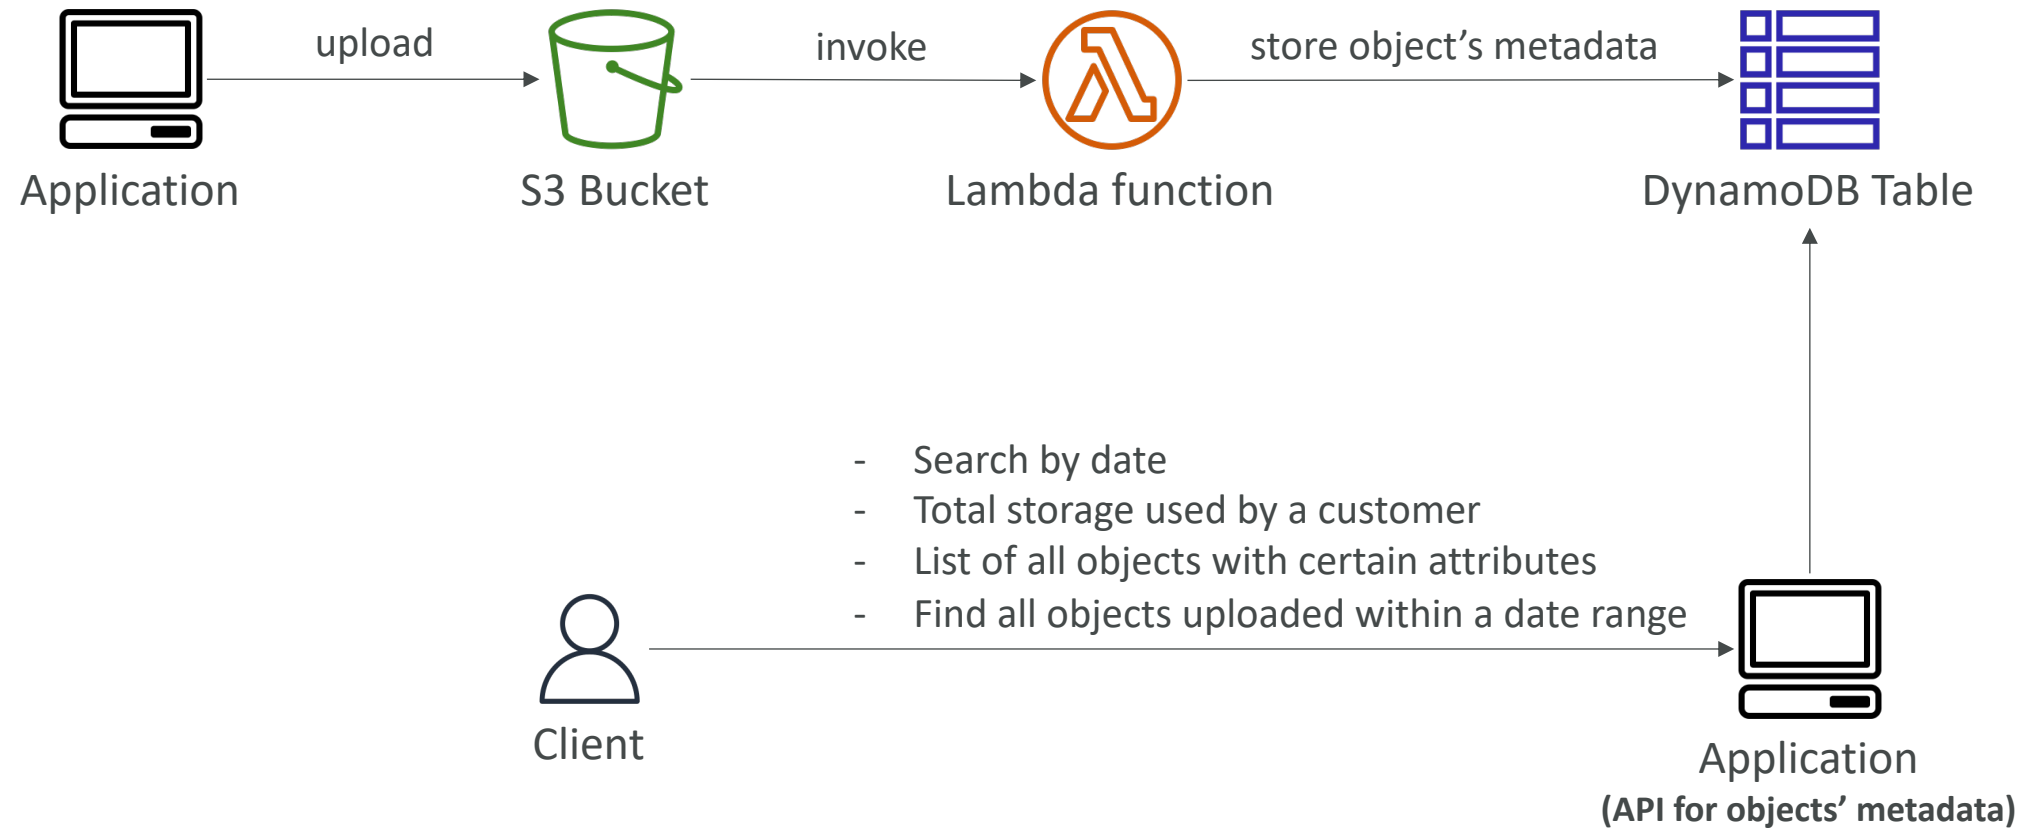 upload
invoke
store object’s metadata
Application
S3 Bucket
Lambda function
DynamoDB Table
- Search by date
- Total storage used by a customer
- List of all objects with certain attributes
- Find all objects uploaded within a date range
Client
Application
(API for objects’ metadata)